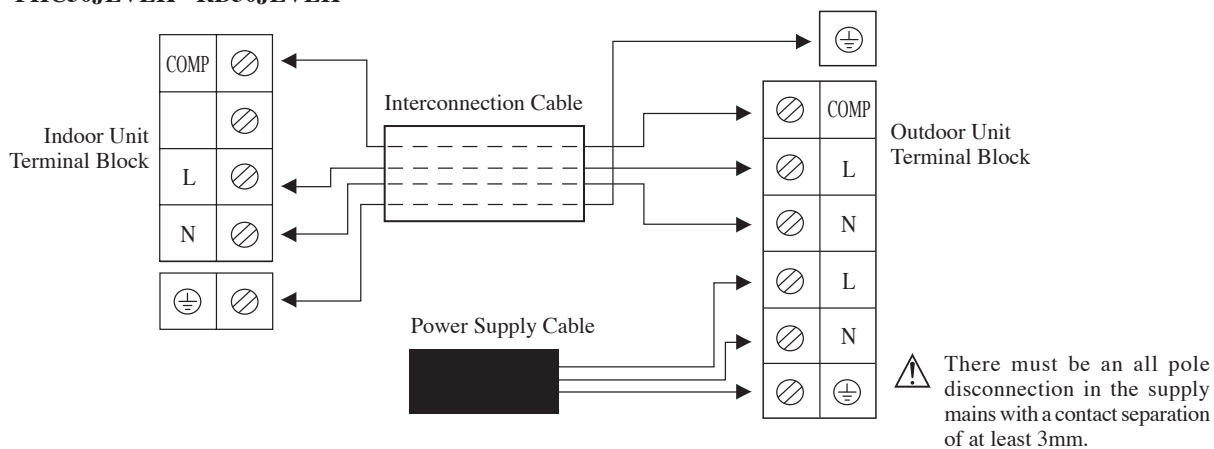 COMP
Indoor Unit
Terminal Block
L
N
Interconnection Cable
Power Supply Cable
COMP
L
N
L
N
Outdoor Unit
Terminal Block
There must be an all pole
disconnection in the supply
mains with a contact separation
of at least 3mm.